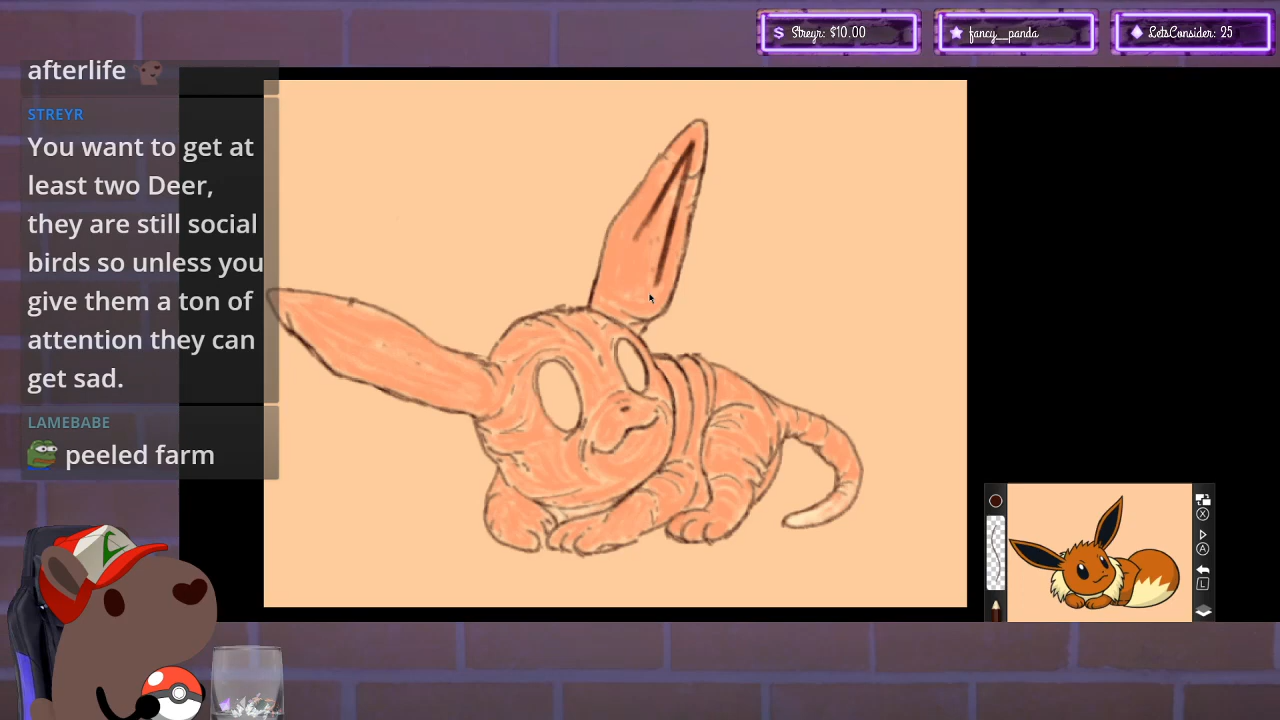 Streyr: $10.00
fancy__panda
LetsConsider: 25
afterlife
STREYR
You want to get at
least two Deer,
they are still social
birds so unless you
give them a ton of
attention they can
get sad.
LAMEBABE
peeled farm
X
A
L